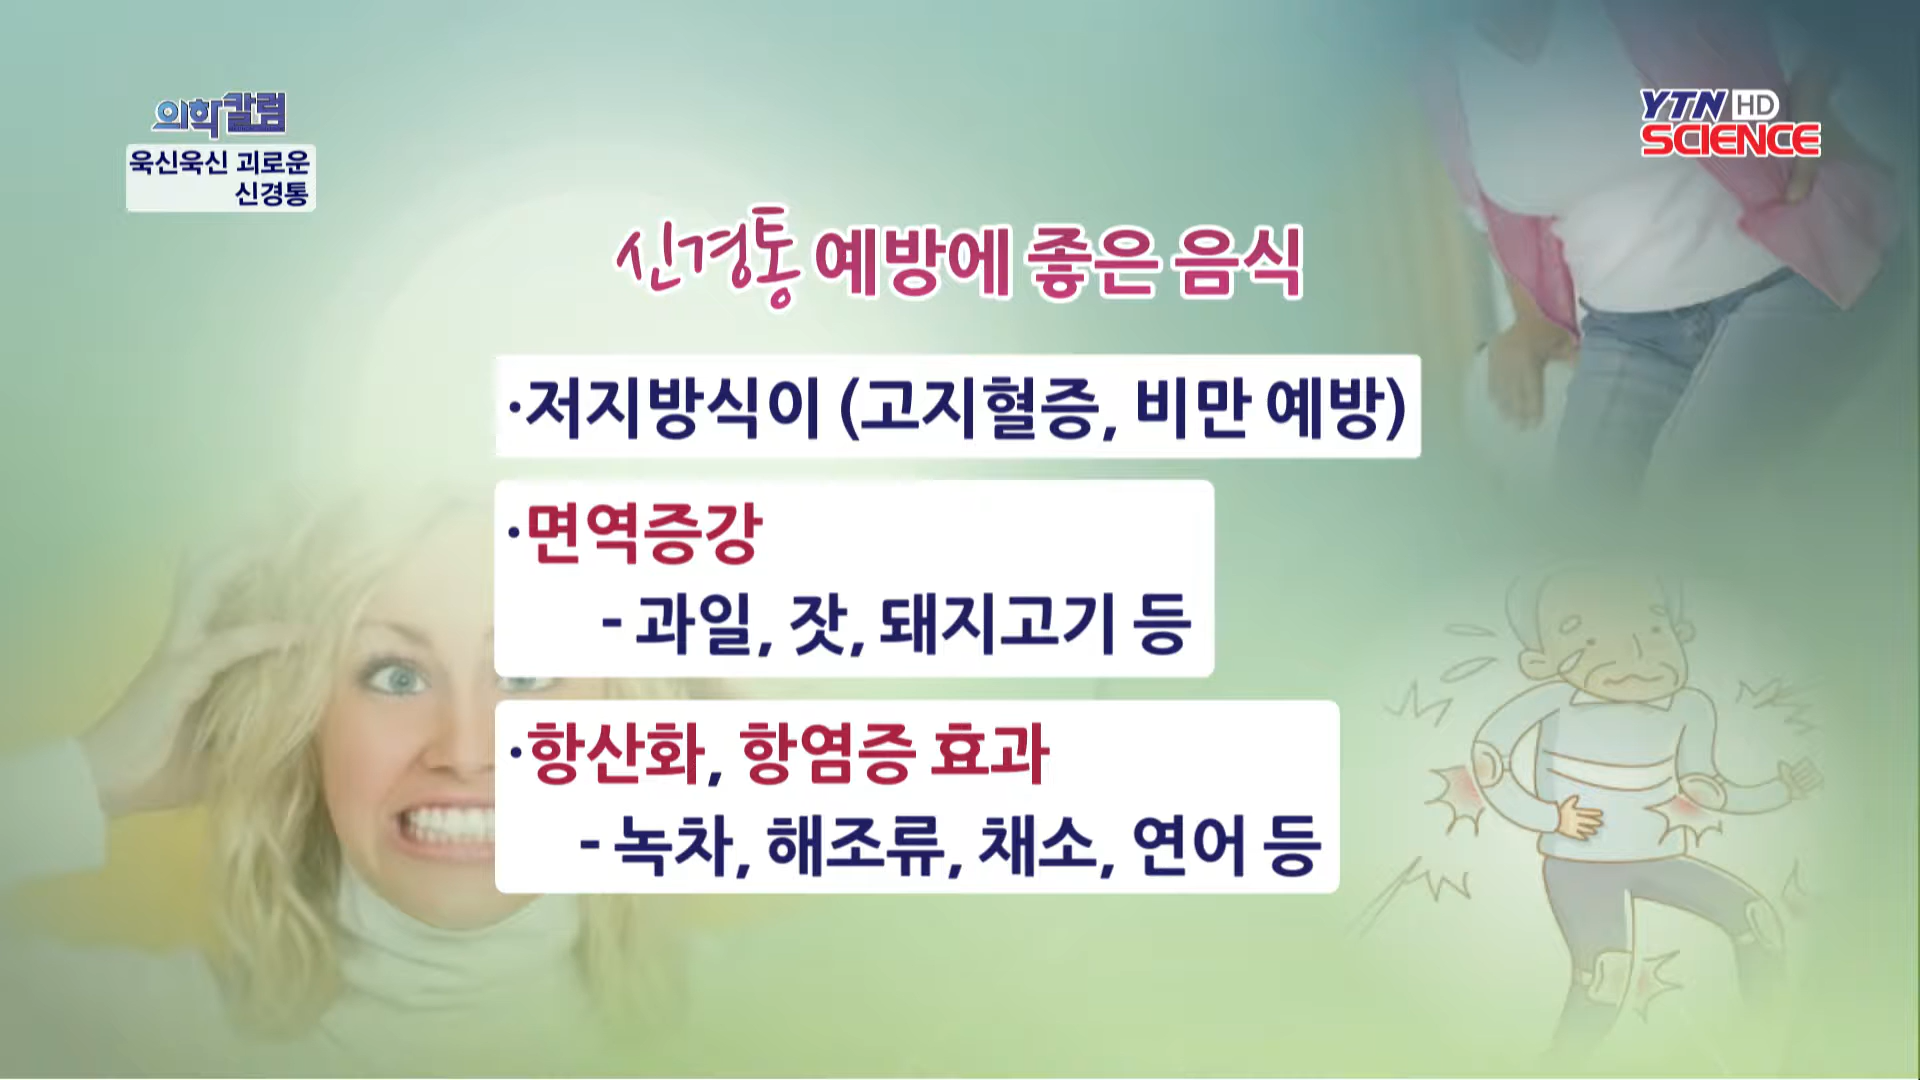 의학칼럼
욱신욱신 괴로운
신경통
YTN HD
SCIENCE
신경통 예방에 좋은 음식
·저지방식이 (고지혈증, 비만 예방)
·면역증강
- 과일, 잣, 돼지고기 등
·항산화, 항염증 효과
- 녹차, 해조류, 채소, 연어 등